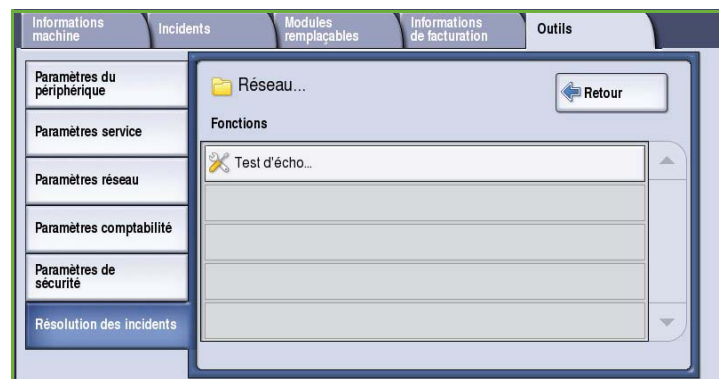 Informations
machine
Incidents
Modules
remplaçables
Informations
de facturation
Outils
Paramètres du
périphérique
Paramètres service
Paramètres réseau
Paramètres comptabilité
Paramètres de
sécurité
Résolution des incidents
Réseau...
Retour
Fonctions
Test d'écho...